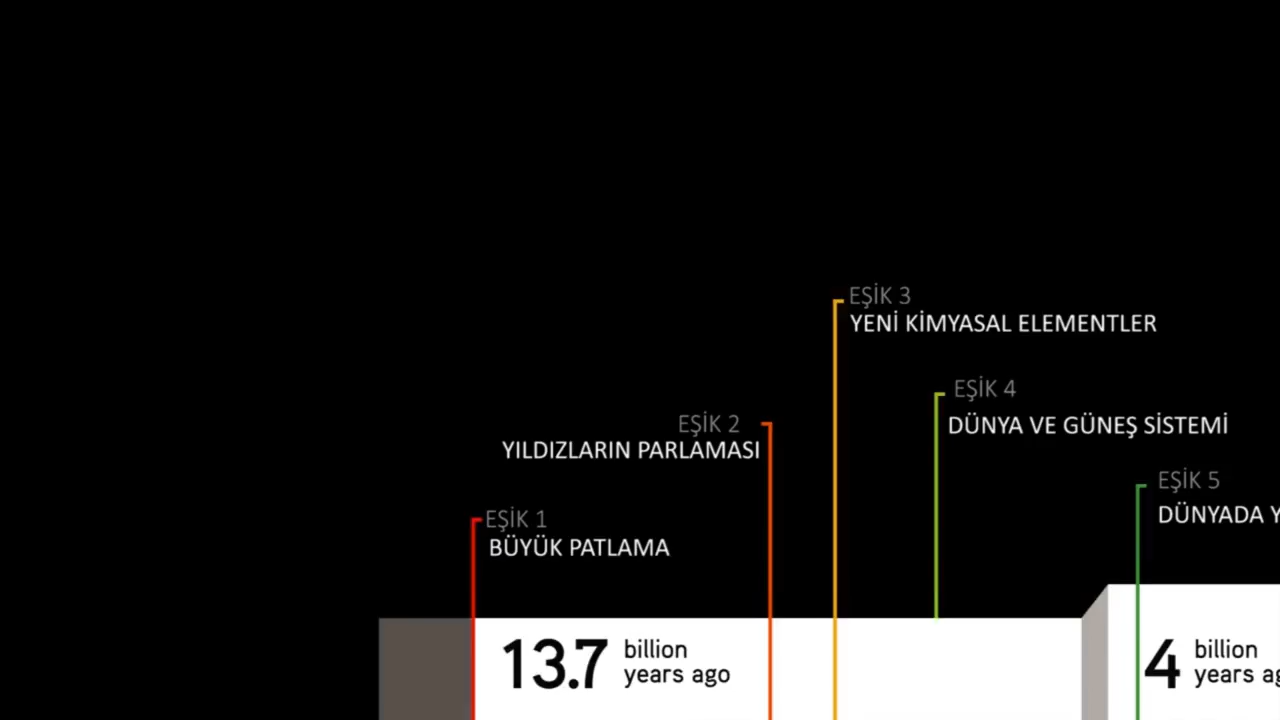 EŞİK 3
YENİ KİMYASAL ELEMENTLER
EŞİK 4
DÜNYA VE GÜNEŞ SİSTEMİ
EŞİK 2
YILDIZLARIN PARLAMASI
EŞİK 5
DÜNYADA
EŞİK 1
BÜYÜK PATLAMA
13.7 billion
years ago
4 billion
years